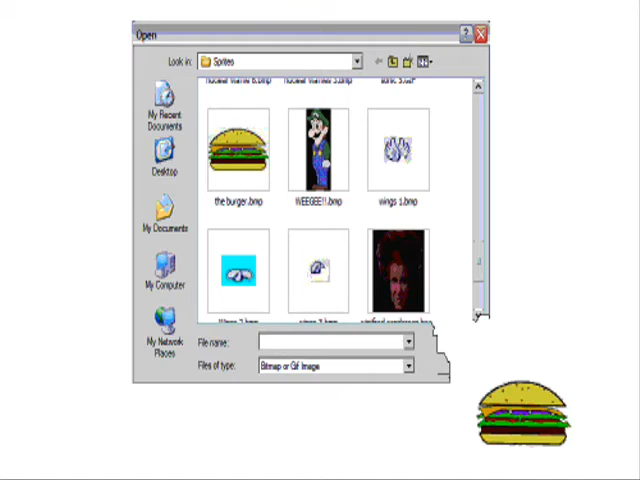 Open
Look in:
Sprites
My Recent
Documents
Desktop
My Documents
My Computer
My Network
Places
the burger.bmp
WEEGEE!!.bmp
wings 1.bmp
File name:
Files of type:
Bitmap or Gif Image